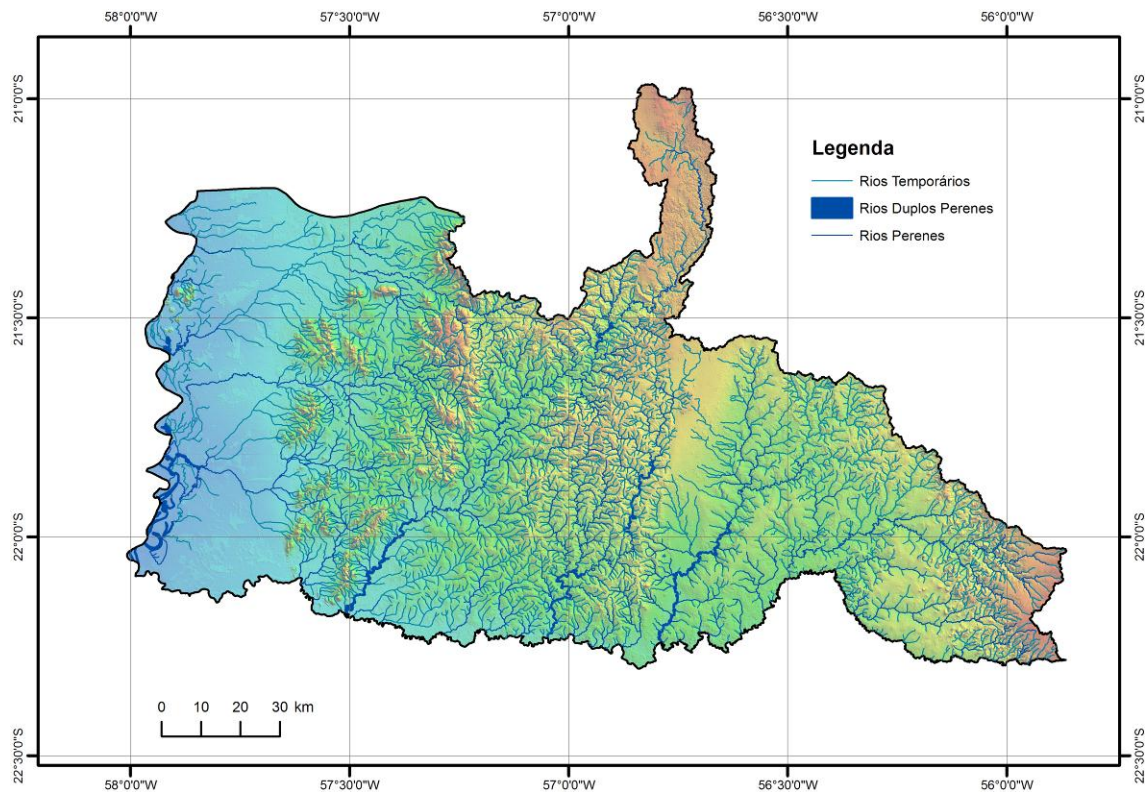 58°0'0"W 57°30'0"W 57°0'0"W 56°30'0"W 56°0'0"W
21°0'0"S 21°0'0"S
Legenda
Rios Temporários
Rios Duplos Perenes
Rios Perenes
21°30'0"S 21°30'0"S
22°0'0"S 22°0'0"S
0 10 20 30 km
22°30'0"S 22°30'0"S
58°0'0"W 57°30'0"W 57°0'0"W 56°30'0"W 56°0'0"W